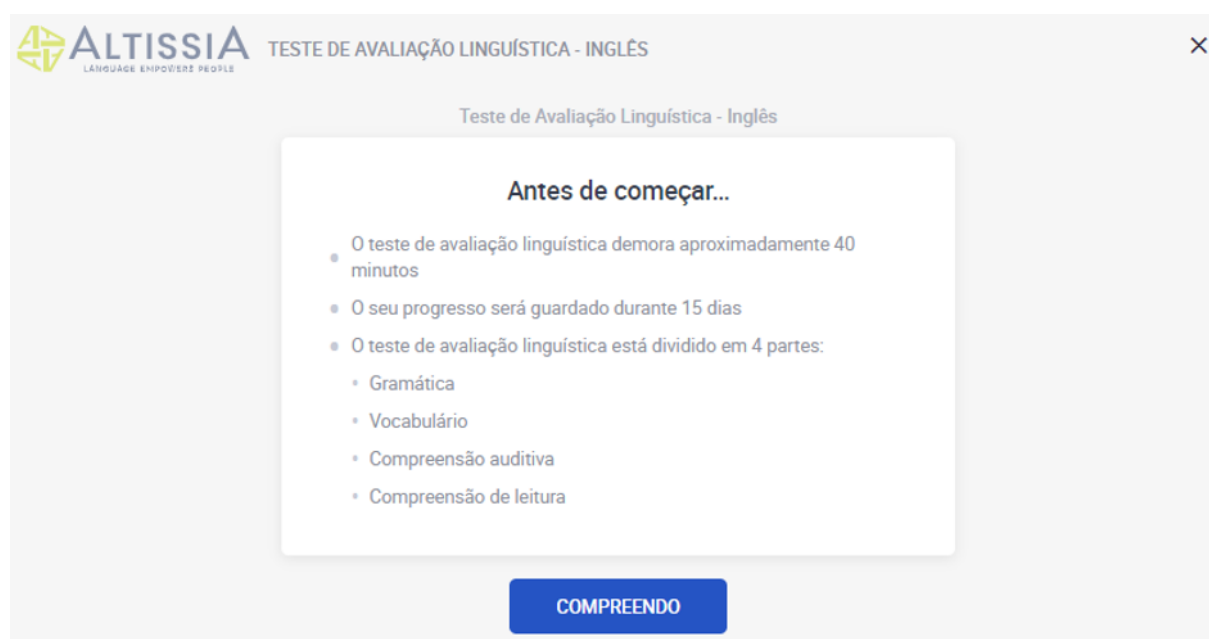 ALTISSIA
LANGUAGE EMPOWERS PEOPLE
TESTE DE AVALIAÇÃO LINGUÍSTICA - INGLÊS
Teste de Avaliação Linguística - Inglês
Antes de começar...
O teste de avaliação linguística demora aproximadamente 40
minutos
O seu progresso será guardado durante 15 dias
O teste de avaliação linguística está dividido em 4 partes:
Gramática
Vocabulário
Compreensão auditiva
Compreensão de leitura
COMPREENDO